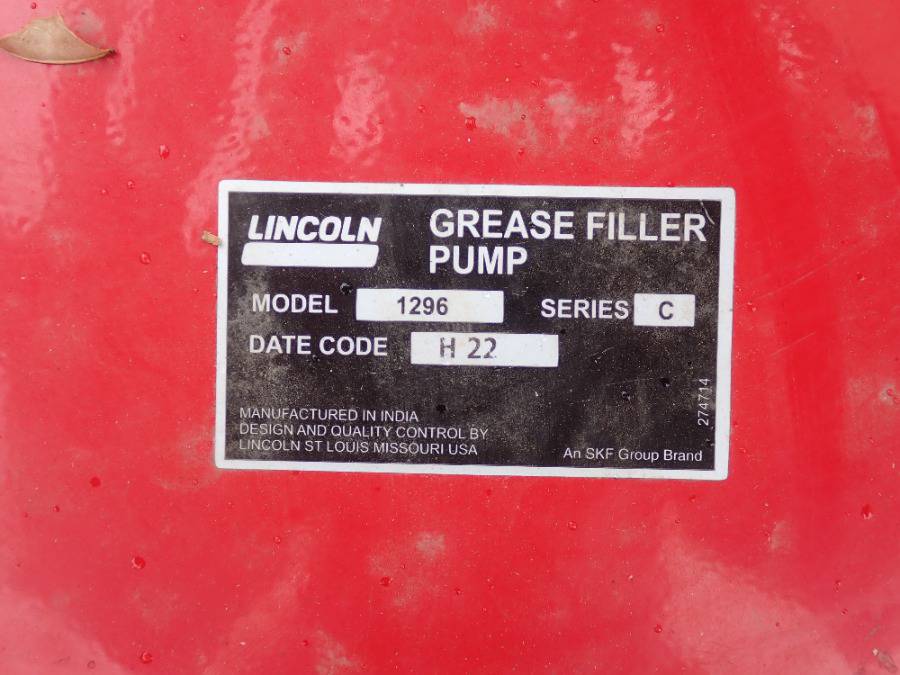 LINCOLN
GREASE FILLER
PUMP
MODEL 1296 SERIES C
DATE CODE H 22
MANUFACTURED IN INDIA
DESIGN AND QUALITY CONTROL BY
LINCOLN ST LOUIS MISSOURI USA
An SKF Group Brand
274714